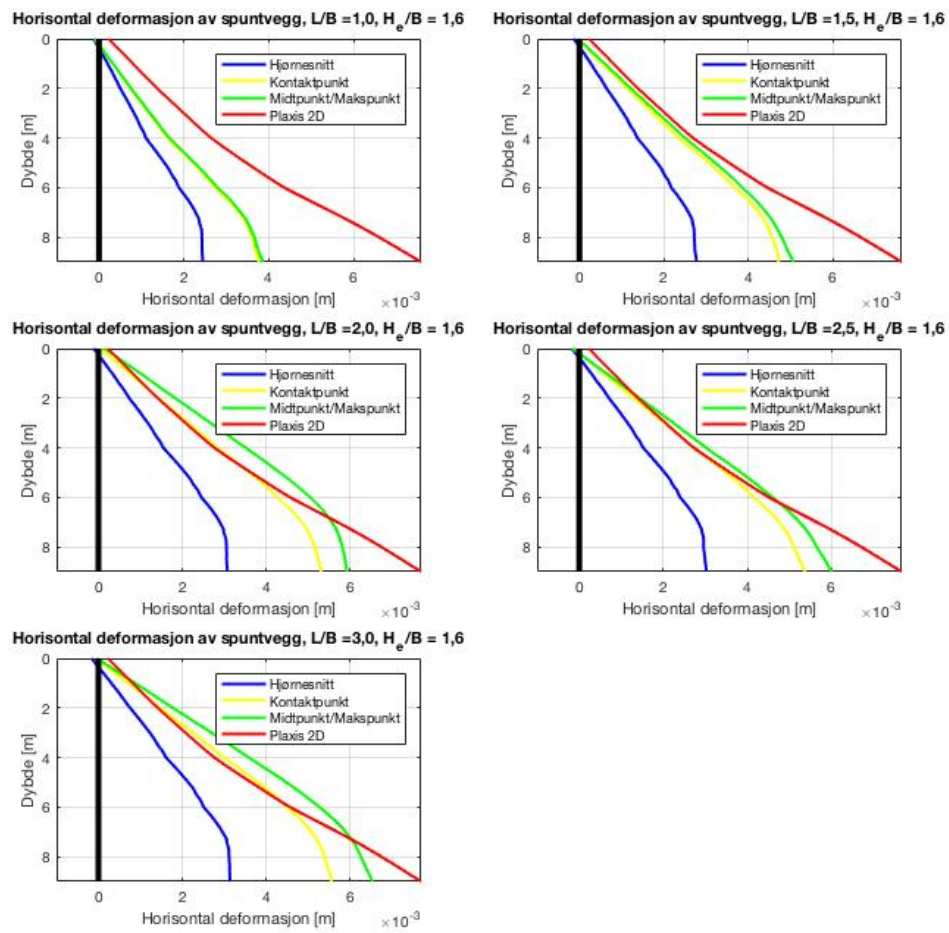 Horisontal deformasjon av spuntvegg, L/B =1,0, H_e/B = 1,6
0
2
4
6
8
Dybde [m]
Hjørnesnitt
Kontaktpunkt
Midtpunkt/Makspunkt
Plaxis 2D
0 2 4 6
Horisontal deformasjon [m]
×10^-3
Horisontal deformasjon av spuntvegg, L/B =1,5, H_e/B = 1,6
0
2
4
6
8
Dybde [m]
Hjørnesnitt
Kontaktpunkt
Midtpunkt/Makspunkt
Plaxis 2D
0 2 4 6
Horisontal deformasjon [m]
×10^-3
Horisontal deformasjon av spuntvegg, L/B =2,0, H_e/B = 1,6
0
2
4
6
8
Dybde [m]
Hjørnesnitt
Kontaktpunkt
Midtpunkt/Makspunkt
Plaxis 2D
0 2 4 6
Horisontal deformasjon [m]
×10^-3
Horisontal deformasjon av spuntvegg, L/B =2,5, H_e/B = 1,6
0
2
4
6
8
Dybde [m]
Hjørnesnitt
Kontaktpunkt
Midtpunkt/Makspunkt
Plaxis 2D
0 2 4 6
Horisontal deformasjon [m]
×10^-3
Horisontal deformasjon av spuntvegg, L/B =3,0, H_e/B = 1,6
0
2
4
6
8
Dybde [m]
Hjørnesnitt
Kontaktpunkt
Midtpunkt/Makspunkt
Plaxis 2D
0 2 4 6
Horisontal deformasjon [m]
×10^-3